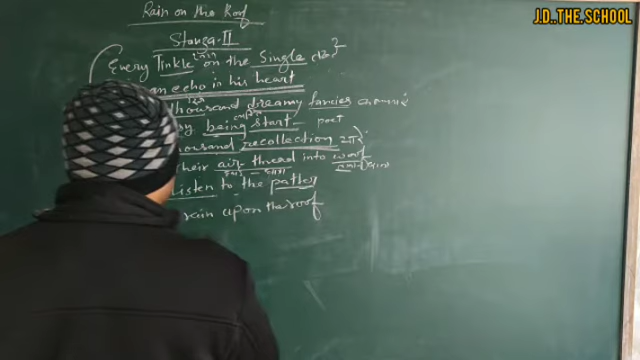 J.D..THE.SCHOOL
Rain on the Roof
Stanza-II
Every Tinkle on the Single
an echo in his heart
thousand dreamy fancies
being start - poet
thousand recollection
their air thread into woof
Listen to the patter
rain upon the roof